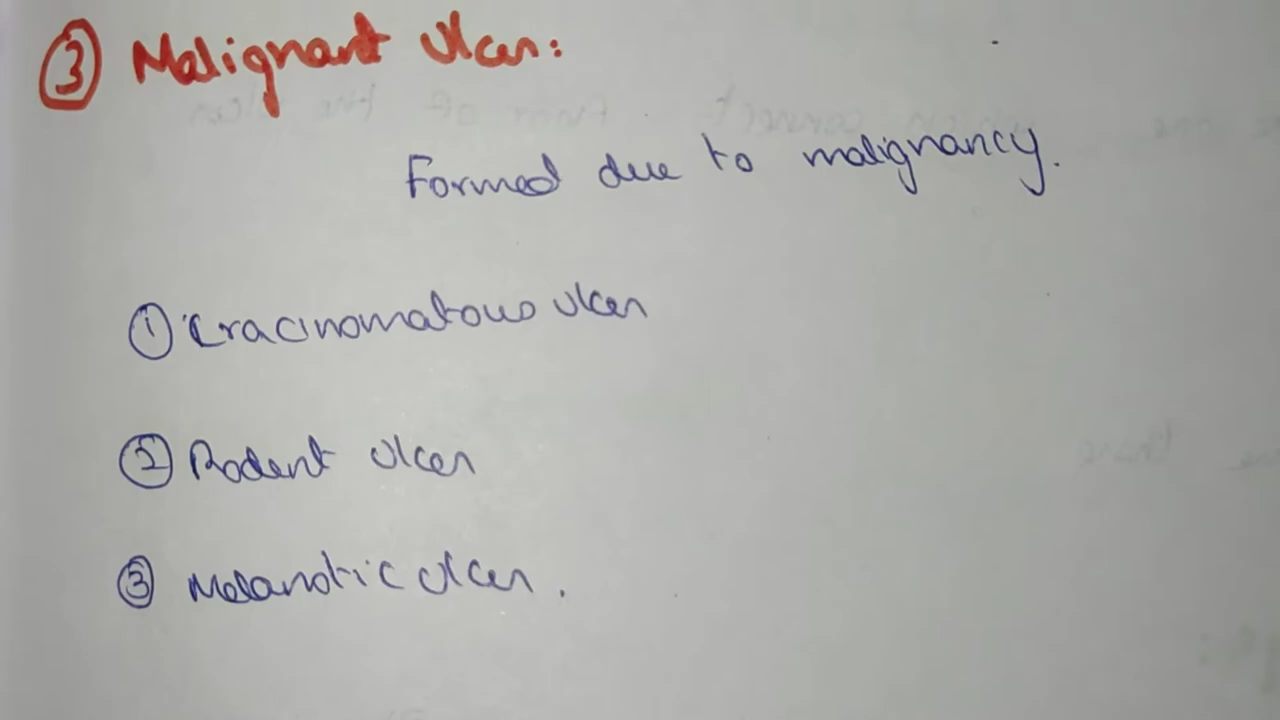 ③ Malignant Ulcer:
Formed due to malignancy.
① Cracinomatous Ulcer
② Rodent Ulcer
③ Melanotic Ulcer.